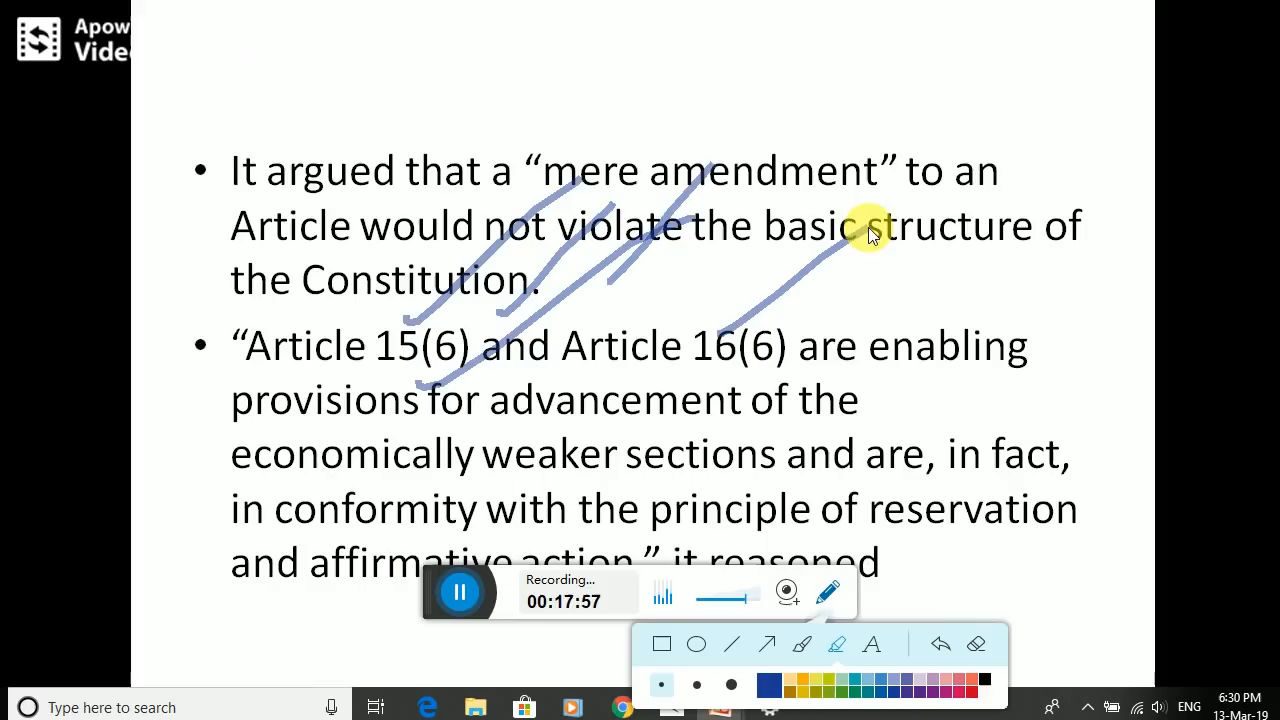 Apow
Video
• It argued that a “mere amendment” to an
Article would not violate the basic structure of
the Constitution.
• “Article 15(6) and Article 16(6) are enabling
provisions for advancement of the
economically weaker sections and are, in fact,
in conformity with the principle of reservation
and affirmative action,” it reasoned
Recording...
00:17:57
A
Type here to search
ENG
6:30 PM
13-Mar-19